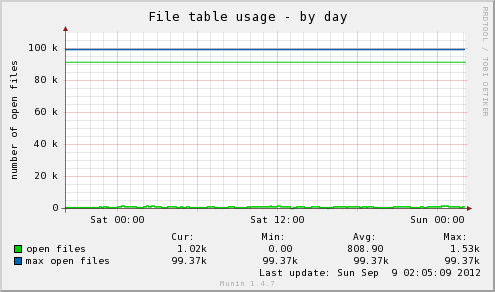 File table usage - by day
RRDTOOL / TOBI OETIKER
number of open files
100 k
80 k
60 k
40 k
20 k
0
Sat 00:00 Sat 12:00 Sun 00:00
Cur: Min: Avg: Max:
open files 1.02k 0.00 808.90 1.53k
max open files 99.37k 99.37k 99.37k 99.37k
Last update: Sun Sep 9 02:05:09 2012
Munin 1.4.7